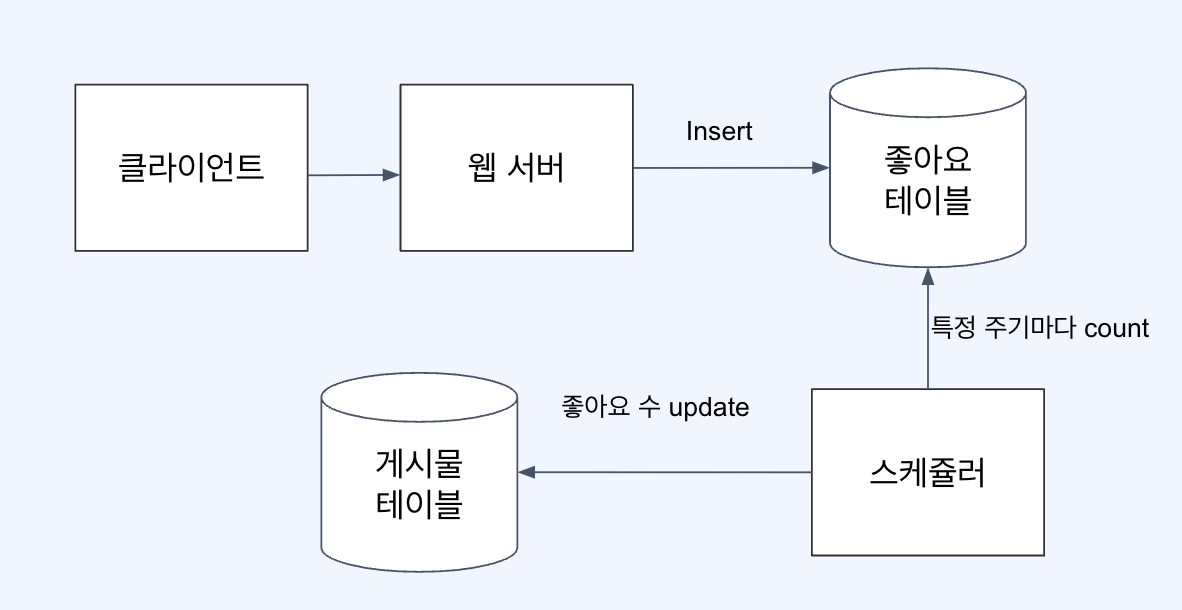 클라이언트
웹 서버
Insert
좋아요
테이블
특정 주기마다 count
좋아요 수 update
게시물
테이블
스케쥴러